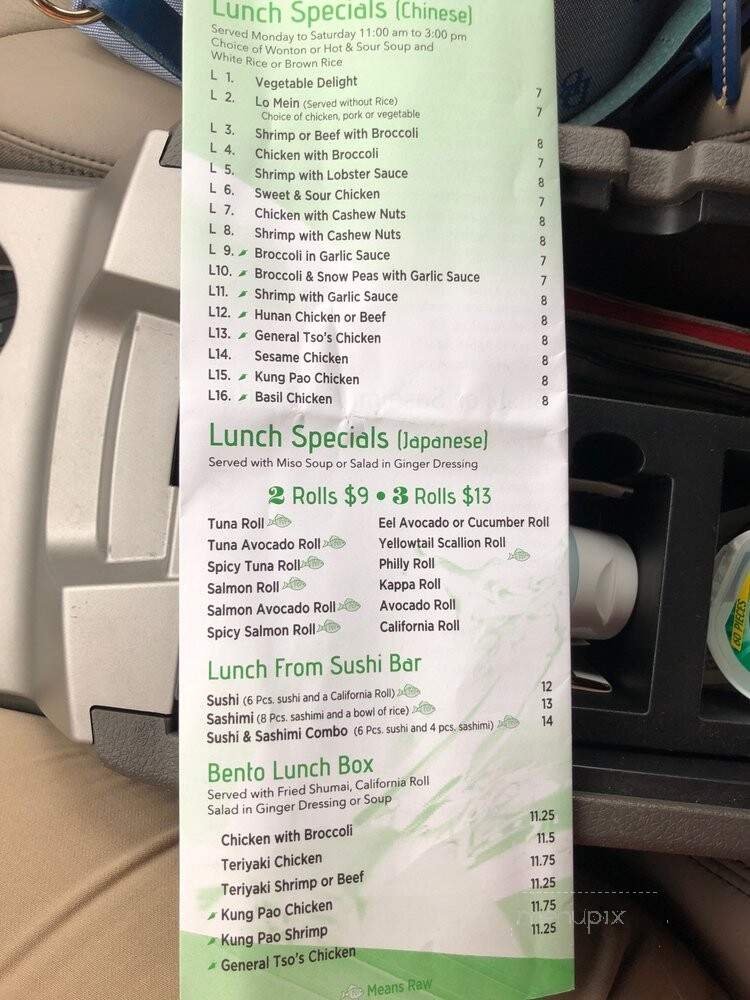 Lunch Specials (Chinese)
Served Monday to Saturday 11:00 am to 3:00 pm
Choice of Wonton or Hot & Sour Soup and
White Rice or Brown Rice
L 1. Vegetable Delight 7
L 2. Lo Mein (Served without Rice) 7
Choice of chicken, pork or vegetable
L 3. Shrimp or Beef with Broccoli 8
L 4. Chicken with Broccoli 7
L 5. Shrimp with Lobster Sauce 8
L 6. Sweet & Sour Chicken 7
L 7. Chicken with Cashew Nuts 8
L 8. Shrimp with Cashew Nuts 8
L 9. Broccoli in Garlic Sauce 7
L10. Broccoli & Snow Peas with Garlic Sauce 7
L11. Shrimp with Garlic Sauce 8
L12. Hunan Chicken or Beef 8
L13. General Tso's Chicken 8
L14. Sesame Chicken 8
L15. Kung Pao Chicken 8
L16. Basil Chicken 8
Lunch Specials (Japanese)
Served with Miso Soup or Salad in Ginger Dressing
2 Rolls $9 • 3 Rolls $13
Tuna Roll
Tuna Avocado Roll
Spicy Tuna Roll
Salmon Roll
Salmon Avocado Roll
Spicy Salmon Roll
Eel Avocado or Cucumber Roll
Yellowtail Scallion Roll
Philly Roll
Kappa Roll
Avocado Roll
California Roll
Lunch From Sushi Bar
Sushi (6 Pcs. sushi and a California Roll) 12
Sashimi (8 Pcs. sashimi and a bowl of rice) 13
Sushi & Sashimi Combo (6 Pcs. sushi and 4 pcs. sashimi) 14
Bento Lunch Box
Served with Fried Shumai, California Roll
Salad in Ginger Dressing or Soup
Chicken with Broccoli 11.25
Teriyaki Chicken 11.5
Teriyaki Shrimp or Beef 11.75
Kung Pao Chicken 11.25
Kung Pao Shrimp 11.75
General Tso's Chicken 11.25
Means Raw
60 PIECES
menupix